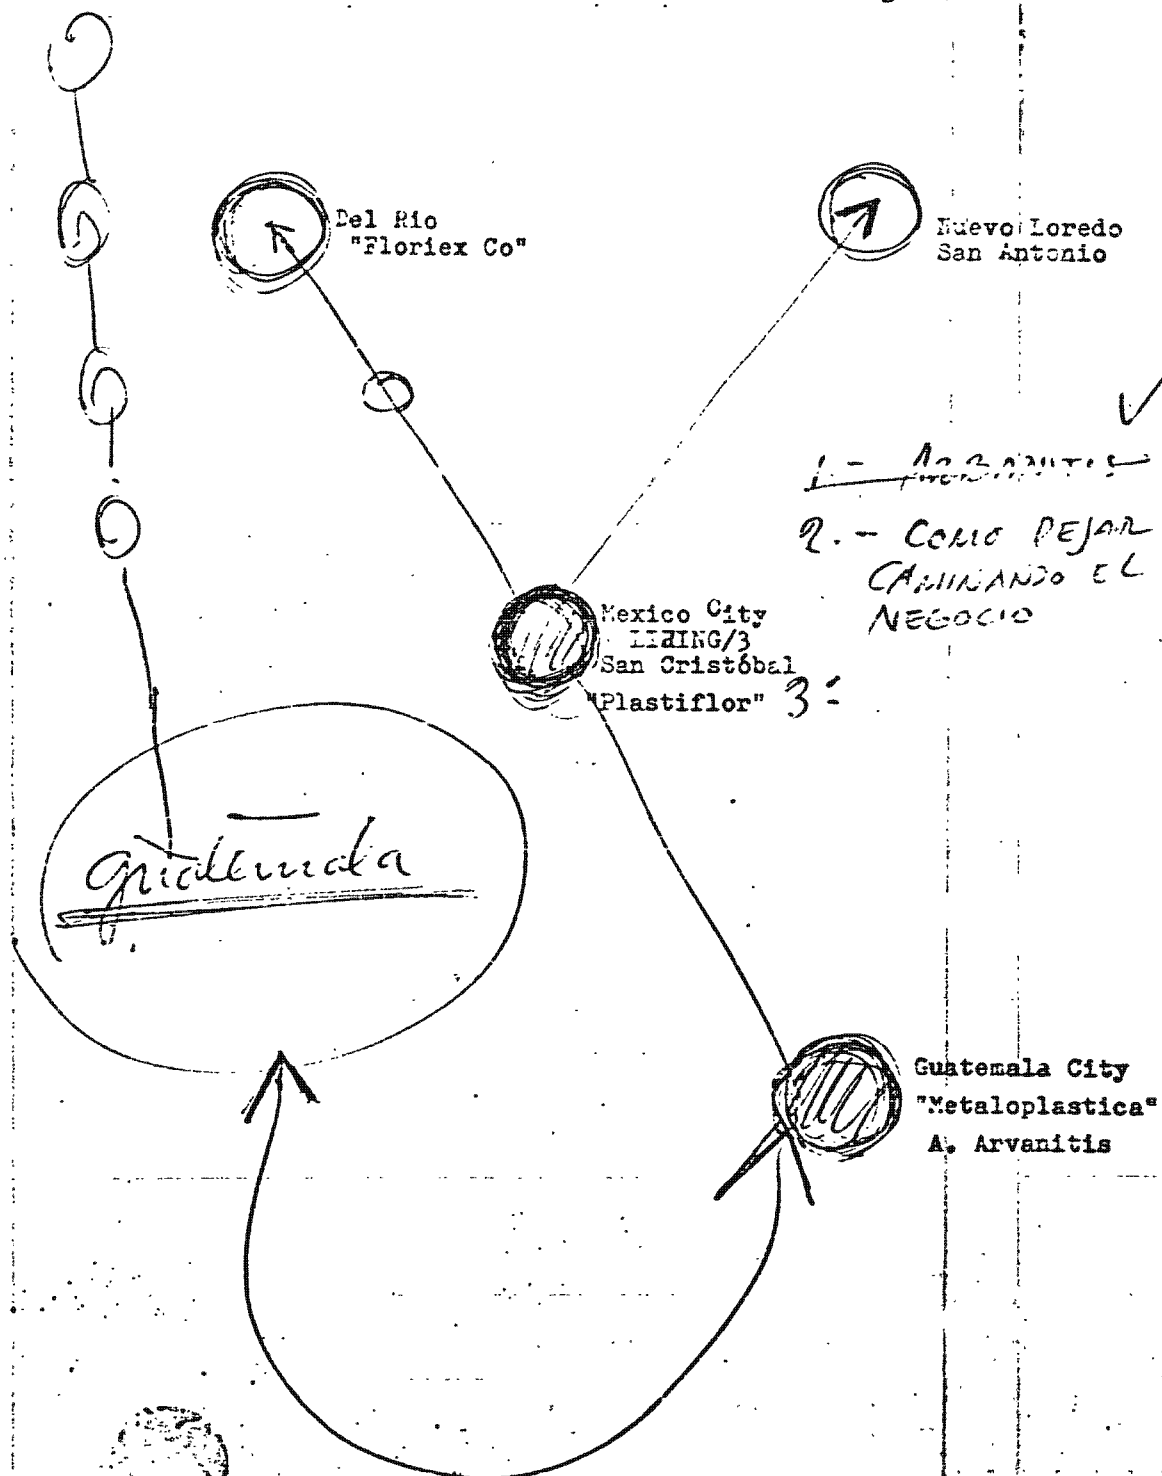 Del Rio
"Floriex Co"
Nuevo Loredo
San Antonio
2.- COMO DEJAR
CAMINANDO EL
NEGOCIO
Mexico City
San Cristóbal
"Plastiflor" 3-
guatemala
Guatemala City
"Metaloplastica"
A. Arvanitis